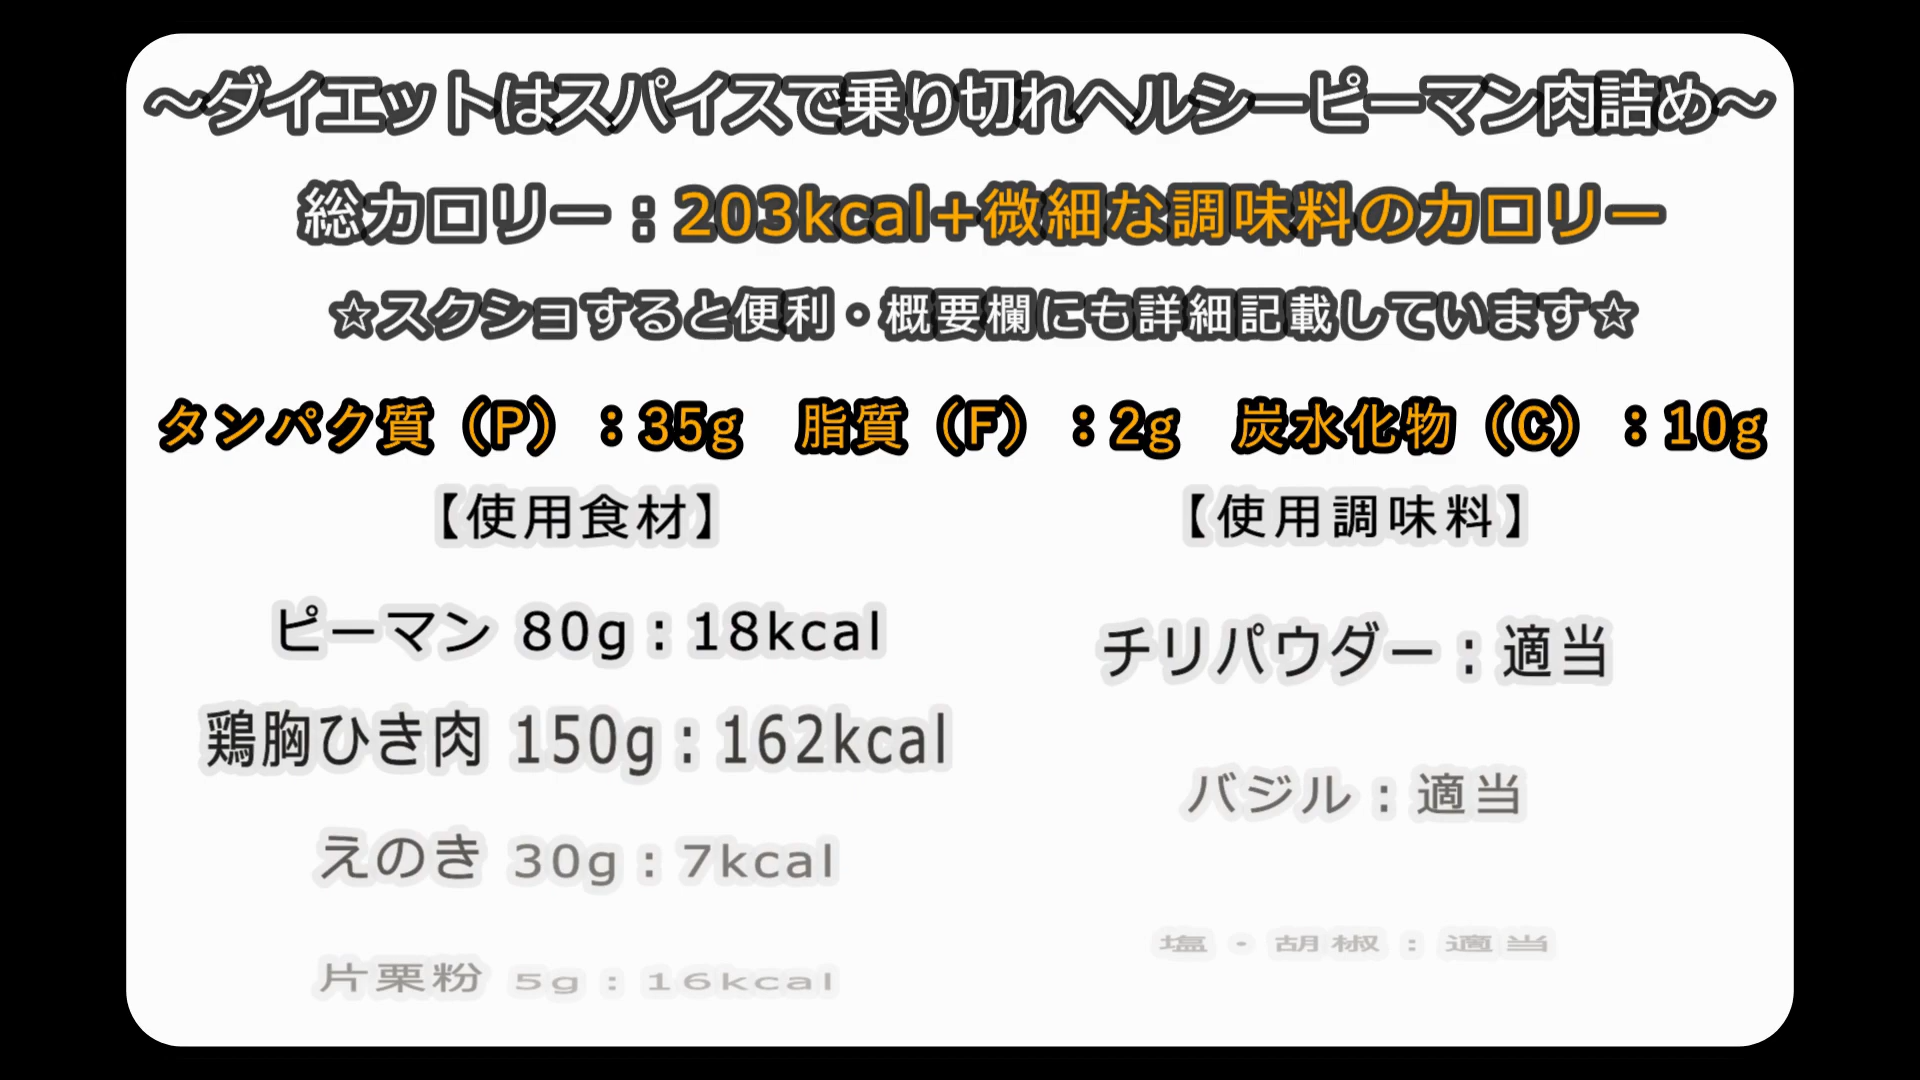 ～ダイエットはスパイスで乗り切れヘルシーピーマン肉詰め～
総カロリー：203kcal+微細な調味料のカロリー
☆スクショすると便利・概要欄にも詳細記載しています☆
タンパク質（P）：35g　脂質（F）：2g　炭水化物（C）：10g
【使用食材】
ピーマン 80g：18kcal
鶏胸ひき肉 150g：162kcal
えのき 30g：7kcal
片栗粉 5g：16kcal
【使用調味料】
チリパウダー：適当
バジル：適当
塩・胡椒：適当